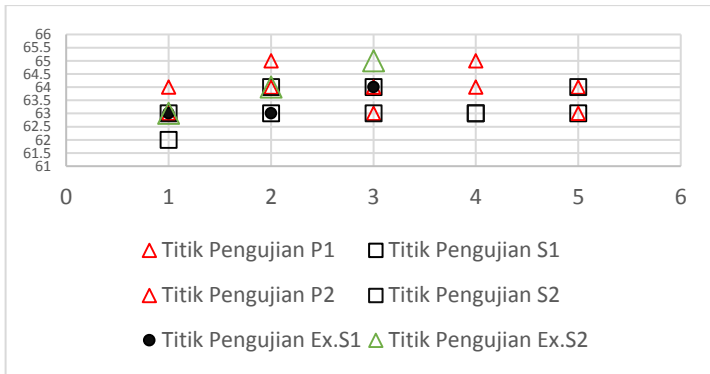 66
65.5
65
64.5
64
63.5
63
62.5
62
61.5
61
0 1 2 3 4 5 6
Titik Pengujian P1 Titik Pengujian S1
Titik Pengujian P2 Titik Pengujian S2
Titik Pengujian Ex.S1 Titik Pengujian Ex.S2